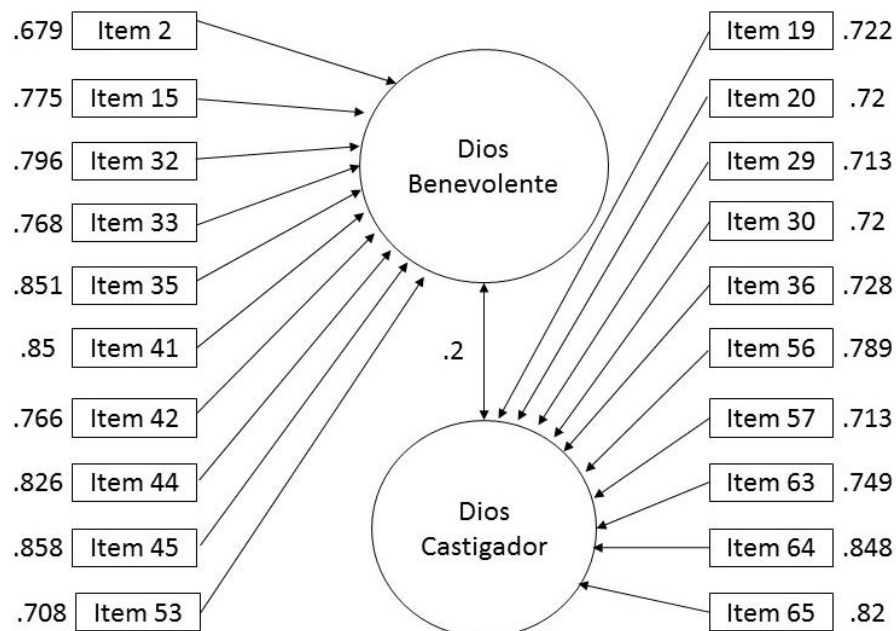 .679 Item 2
.775 Item 15
.796 Item 32
.768 Item 33
.851 Item 35
.85 Item 41
.766 Item 42
.826 Item 44
.858 Item 45
.708 Item 53
Dios
Benevolente
.2
Dios
Castigador
Item 19 .722
Item 20 .72
Item 29 .713
Item 30 .72
Item 36 .728
Item 56 .789
Item 57 .713
Item 63 .749
Item 64 .848
Item 65 .82